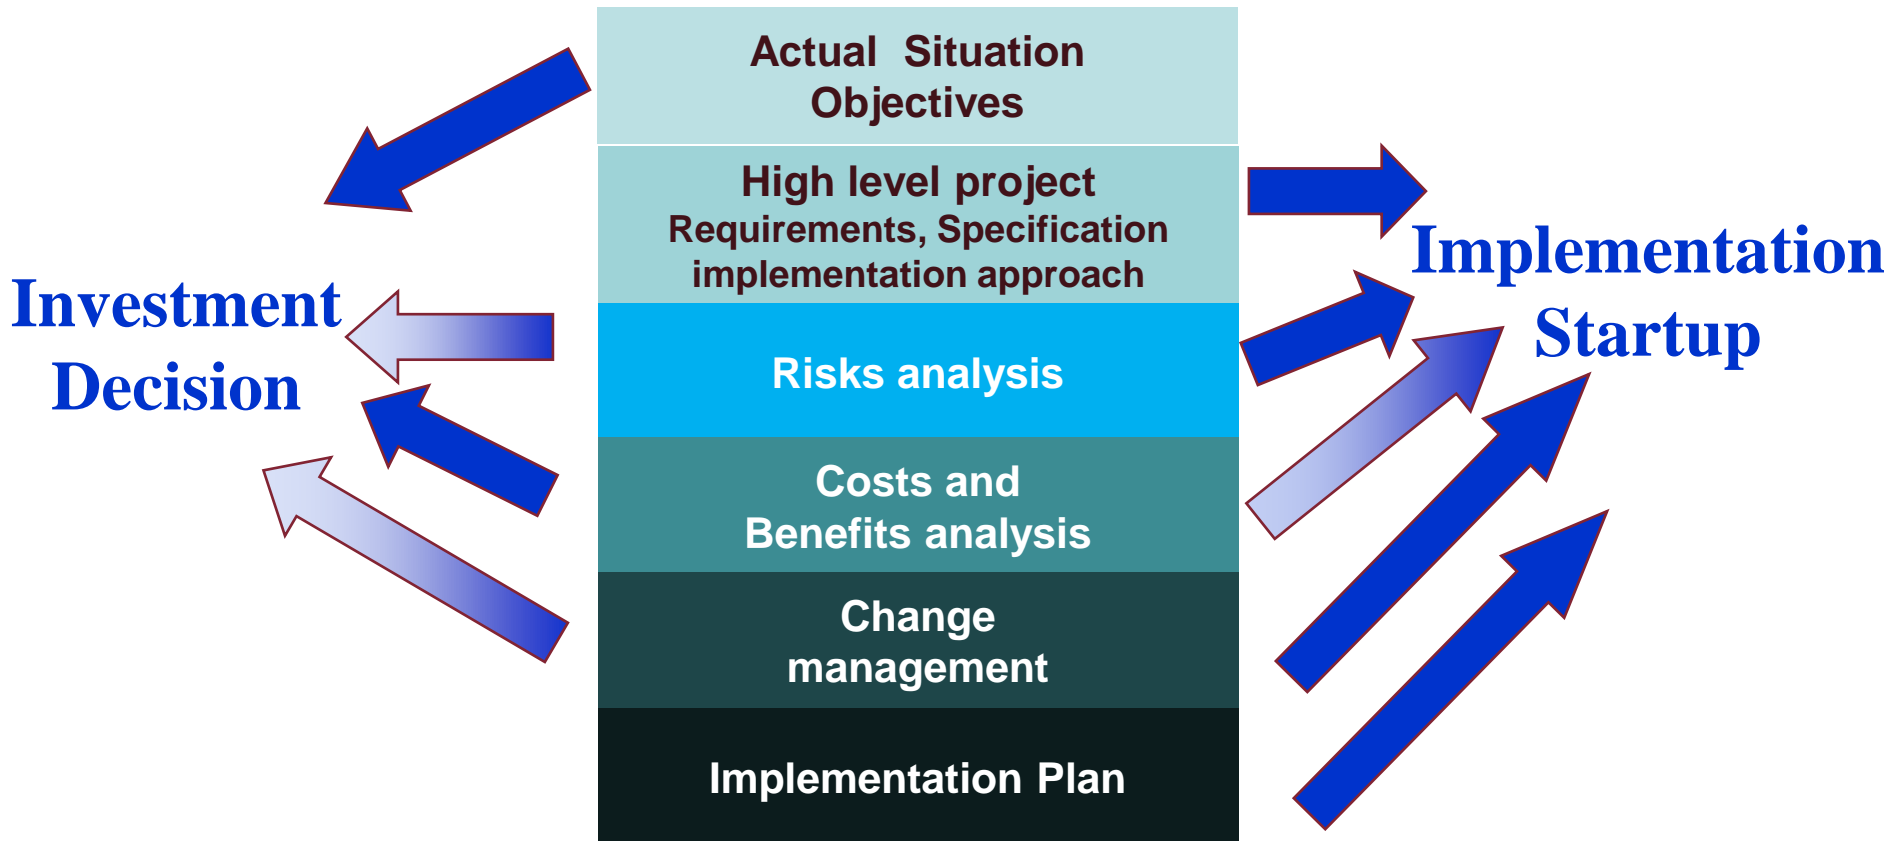 Actual Situation
Objectives
High level project
Requirements, Specification
implementation approach
Risks analysis
Costs and
Benefits analysis
Change
management
Implementation Plan
Investment
Decision
Implementation
Startup